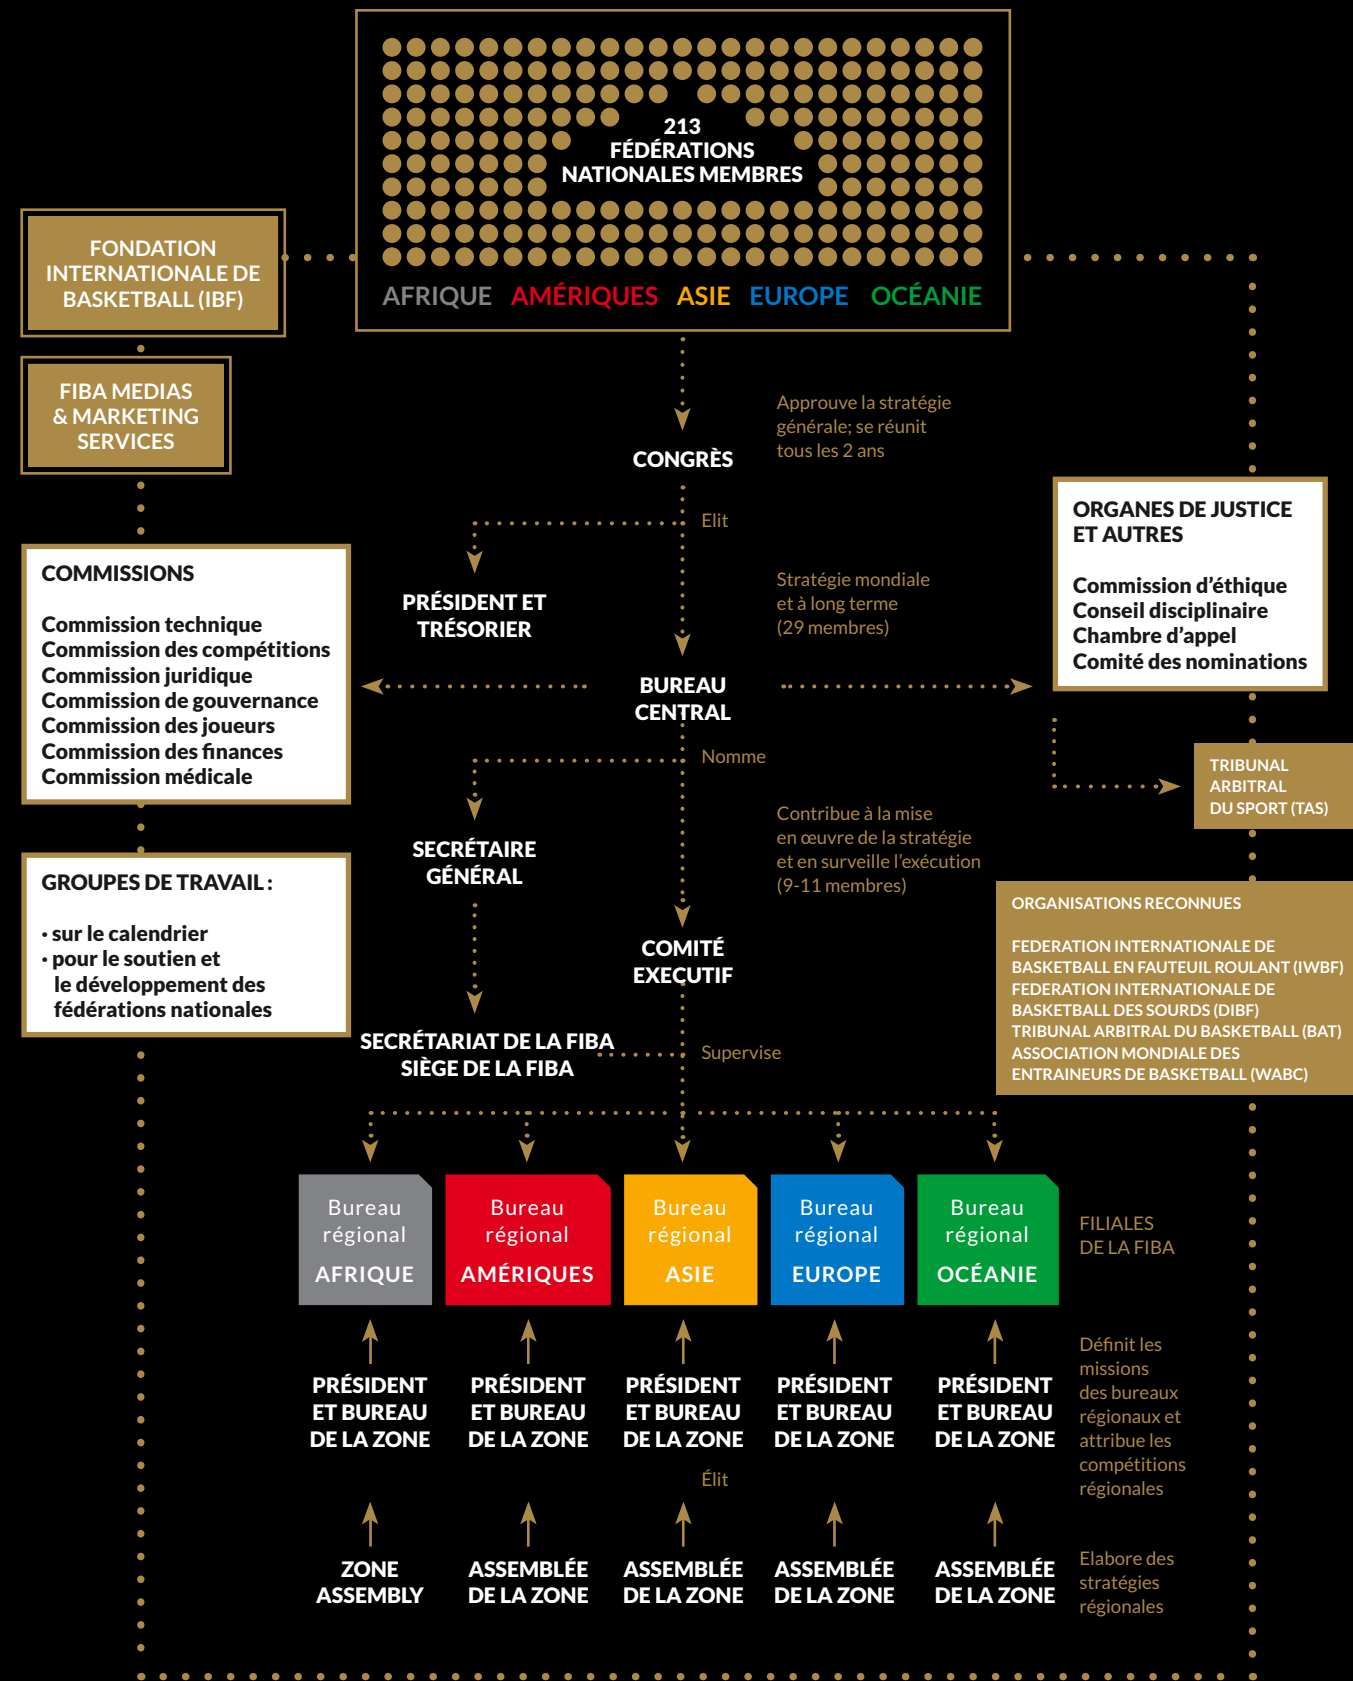 213
FÉDÉRATIONS
NATIONALES MEMBRES
AFRIQUE AMÉRIQUES ASIE EUROPE OCÉANIE
FONDATION
INTERNATIONALE DE
BASKETBALL (IBF)
FIBA MEDIAS
& MARKETING
SERVICES
Approuve la stratégie
générale; se réunit
tous les 2 ans
CONGRÈS
Elit
PRÉSIDENT ET
TRÉSORIER
Stratégie mondiale
et à long terme
(29 membres)
COMMISSIONS
Commission technique
Commission des compétitions
Commission juridique
Commission de gouvernance
Commission des joueurs
Commission des finances
Commission médicale
BUREAU
CENTRAL
ORGANES DE JUSTICE
ET AUTRES
Commission d'éthique
Conseil disciplinaire
Chambre d'appel
Comité des nominations
Nomme
TRIBUNAL
ARBITRAL
DU SPORT (TAS)
SECRÉTAIRE
GÉNÉRAL
Contribue à la mise
en œuvre de la stratégie
et en surveille l'exécution
(9-11 membres)
GROUPES DE TRAVAIL :
· sur le calendrier
· pour le soutien et
le développement des
fédérations nationales
COMITÉ
EXECUTIF
ORGANISATIONS RECONNUES
FEDERATION INTERNATIONALE DE
BASKETBALL EN FAUTEUIL ROULANT (IWBF)
FEDERATION INTERNATIONALE DE
BASKETBALL DES SOURDS (DIBF)
TRIBUNAL ARBITRAL DU BASKETBALL (BAT)
ASSOCIATION MONDIALE DES
ENTRAINEURS DE BASKETBALL (WABC)
SECRÉTARIAT DE LA FIBA
SIÈGE DE LA FIBA
Supervise
Bureau
régional
AFRIQUE
Bureau
régional
AMÉRIQUES
Bureau
régional
ASIE
Bureau
régional
EUROPE
Bureau
régional
OCÉANIE
FILIALES
DE LA FIBA
PRÉSIDENT
ET BUREAU
DE LA ZONE
PRÉSIDENT
ET BUREAU
DE LA ZONE
PRÉSIDENT
ET BUREAU
DE LA ZONE
PRÉSIDENT
ET BUREAU
DE LA ZONE
PRÉSIDENT
ET BUREAU
DE LA ZONE
Définit les
missions
des bureaux
régionaux et
attribue les
compétitions
régionales
Élit
ZONE
ASSEMBLY
ASSEMBLÉE
DE LA ZONE
ASSEMBLÉE
DE LA ZONE
ASSEMBLÉE
DE LA ZONE
ASSEMBLÉE
DE LA ZONE
Elabore des
stratégies
régionales